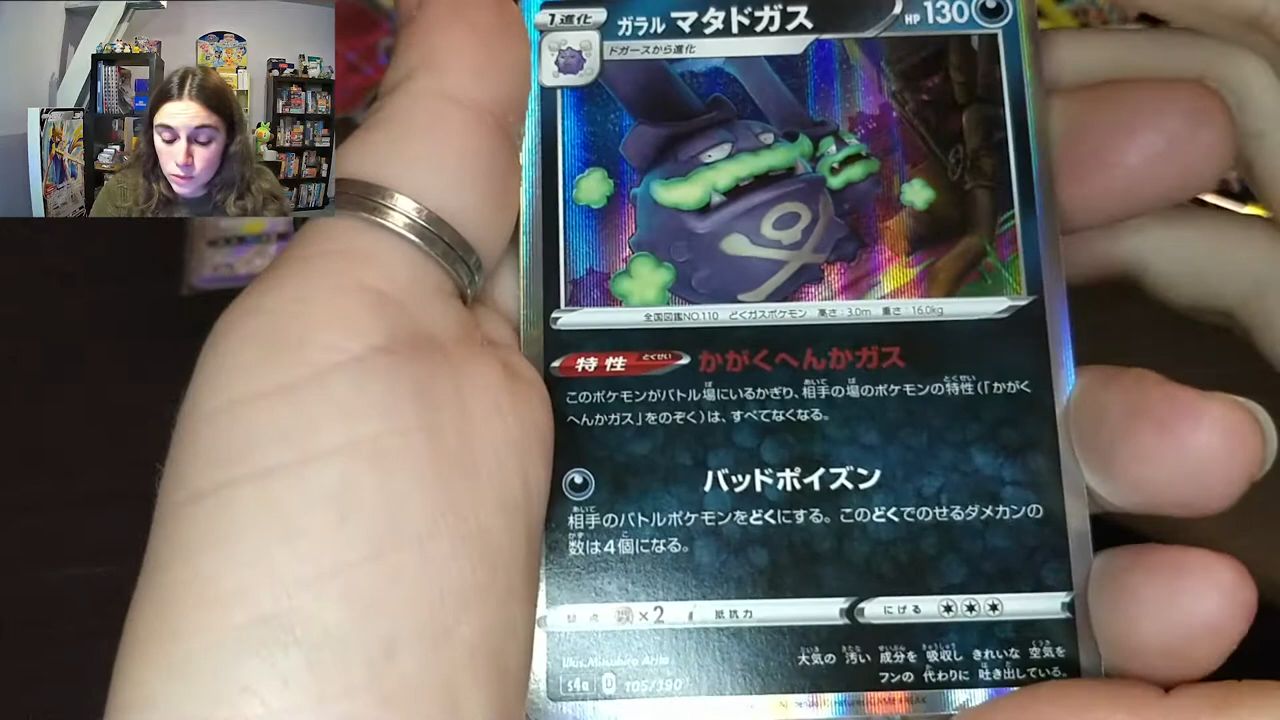 1進化
ガラル マタドガス
HP 130
ドガースから進化
全国図鑑NO.110 どくガスポケモン 高さ:3.0m 重さ:16.0kg
特性 とくせい かがくへんかガス
このポケモンがバトル場にいるかぎり、相手の場のポケモンの特性(「かがく
へんかガス」をのぞく)は、すべてなくなる。
バッドポイズン
相手のバトルポケモンをどくにする。このどくでのせるダメカンの
数は4個になる。
弱点 ×2 抵抗力 にげる
illus.
大気の 汚い 成分を 吸収し きれいな 空気を
フンの 代わりに 吐き出している。
s4a D 105/190